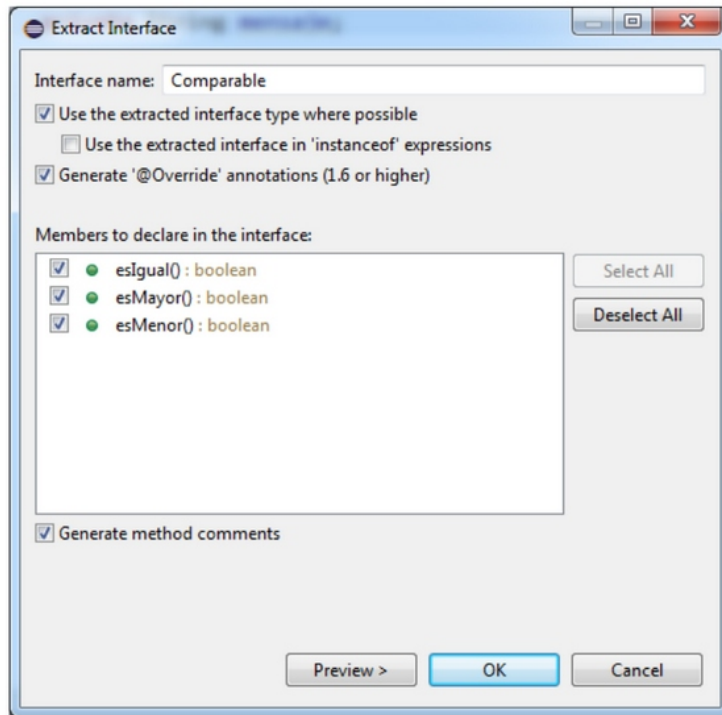 Extract Interface
Interface name: Comparable
Use the extracted interface type where possible
Use the extracted interface in 'instanceof' expressions
Generate '@Override' annotations (1.6 or higher)
Members to declare in the interface:
esIgual() : boolean
Select All
esMayor() : boolean
Deselect All
esMenor() : boolean
Generate method comments
Preview > OK Cancel